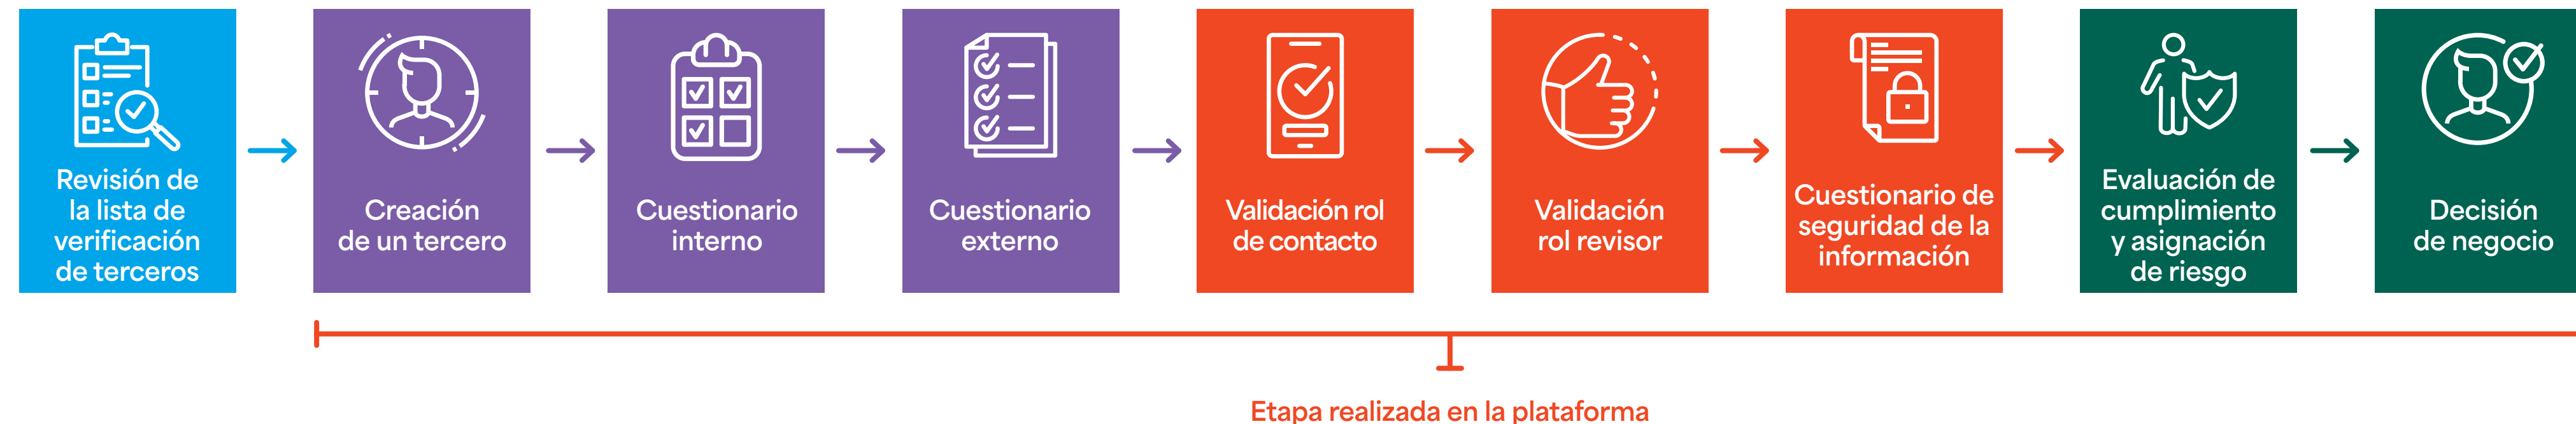 Revisión de
la lista de
verificación
de terceros
Creación
de un tercero
Cuestionario
interno
Cuestionario
externo
Validación rol
de contacto
Validación
rol revisor
Cuestionario de
seguridad de la
información
Evaluación de
cumplimiento
y asignación
de riesgo
Decisión
de negocio
Etapa realizada en la plataforma